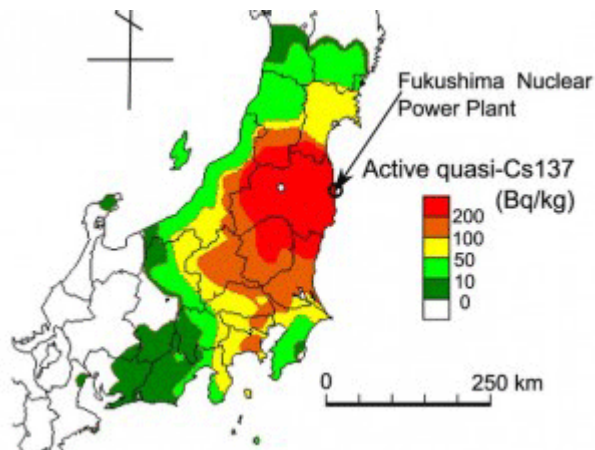 Fukushima Nuclear
Power Plant
Active quasi-Cs137
(Bq/kg)
200
100
50
10
0
0 250 km